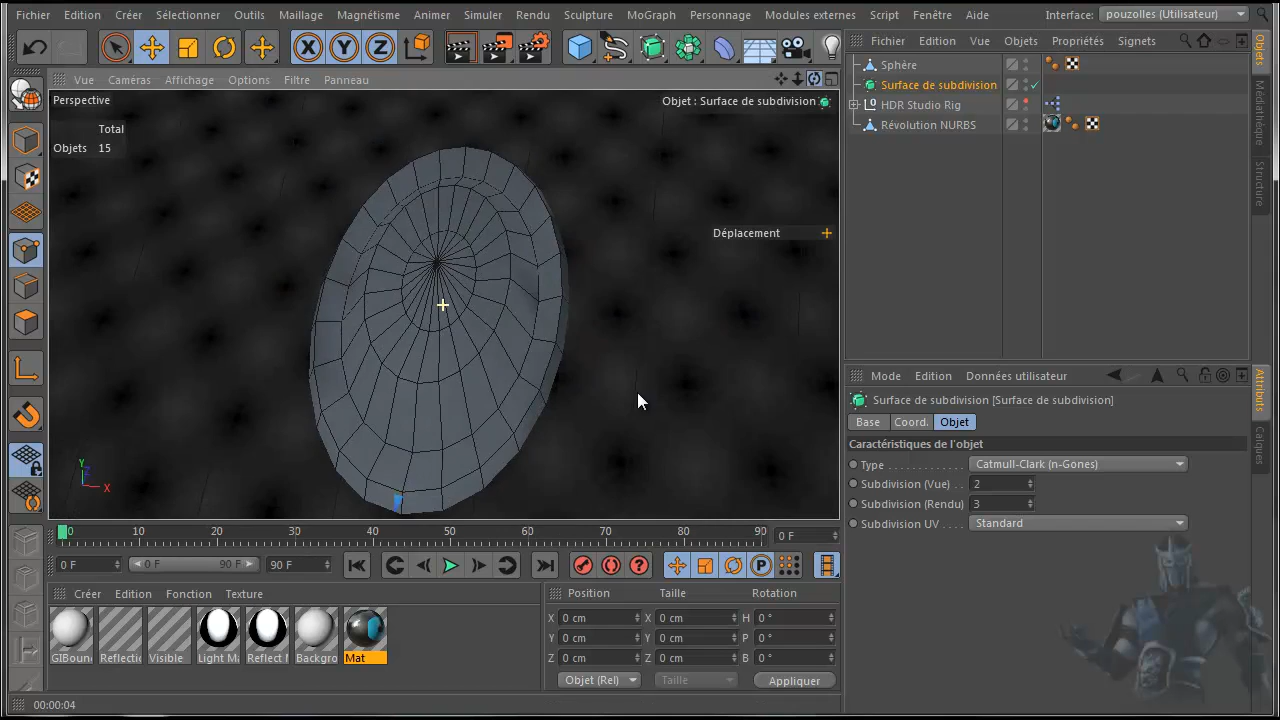 Fichier Edition Créer Sélectionner Outils Maillage Magnétisme Animer Simuler Rendu Sculpture MoGraph Personnage Modules externes Script Fenêtre Aide Interface: pouzolles (Utilisateur)
X Y Z
Fichier Edition Vue Objets Propriétés Signets
Vue Caméras Affichage Options Filtre Panneau
Perspective
Objet : Surface de subdivision
Total
Objets 15
Déplacement
Y
Z
X
Sphère
Surface de subdivision
HDR Studio Rig
Révolution NURBS
Objets
Médiathèque
Structure
Mode Edition Données utilisateur
Surface de subdivision [Surface de subdivision]
Base Coord. Objet
Caractéristiques de l'objet
Type . . . . . . . . . . . . . Catmull-Clark (n-Gones)
Subdivision (Vue) 2
Subdivision (Rendu) 3
Subdivision UV . . . . Standard
Attributs
Calques
0 10 20 30 40 50 60 70 80 90 0 F
0 F 0 F 90 F 90 F P
Créer Edition Fonction Texture
GIBoun Reflectio Visible Light M Reflect M Backgro Mat
Position Taille Rotation
X 0 cm X 0 cm H 0 °
Y 0 cm Y 0 cm P 0 °
Z 0 cm Z 0 cm B 0 °
Objet (Rel) Taille Appliquer
00:00:04